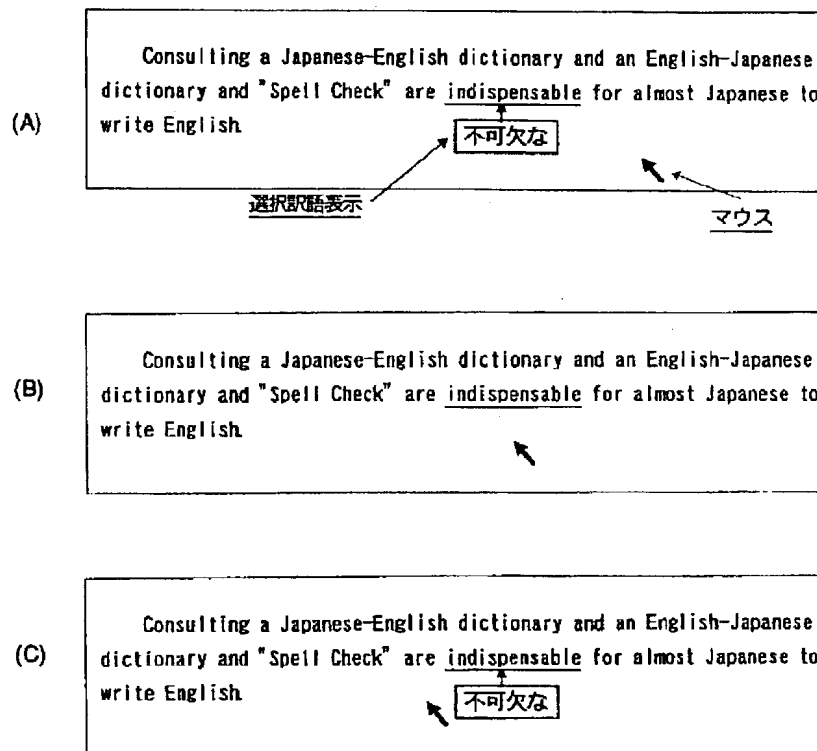 (A)
Consulting a Japanese-English dictionary and an English-Japanese
dictionary and "Spell Check" are indispensable for almost Japanese to
write English.
不可欠な
選択訳語表示
マウス
(B)
Consulting a Japanese-English dictionary and an English-Japanese
dictionary and "Spell Check" are indispensable for almost Japanese to
write English.
(C)
Consulting a Japanese-English dictionary and an English-Japanese
dictionary and "Spell Check" are indispensable for almost Japanese to
write English.
不可欠な